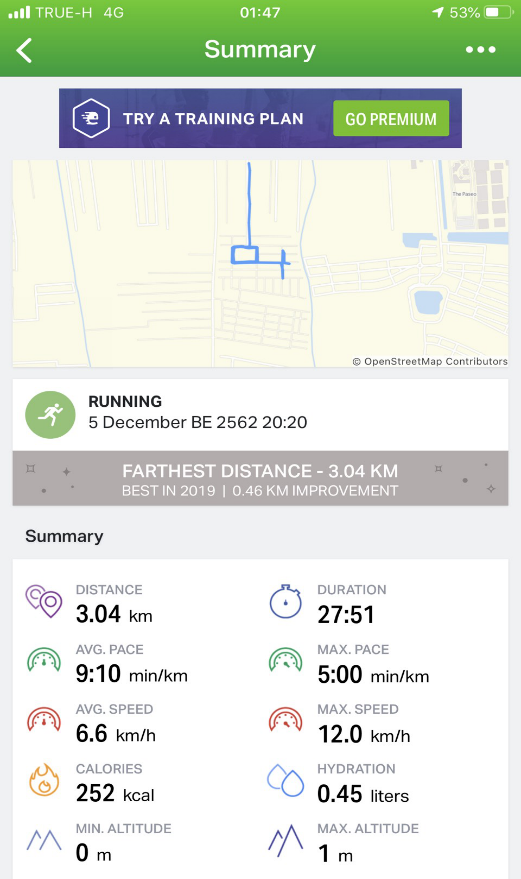 TRUE-H 4G 01:47 53%
Summary
TRY A TRAINING PLAN GO PREMIUM
The Paseo
© OpenStreetMap Contributors
RUNNING
5 December BE 2562 20:20
FARTHEST DISTANCE - 3.04 KM
BEST IN 2019 | 0.46 KM IMPROVEMENT
Summary
DISTANCE DURATION
3.04 km 27:51
AVG. PACE MAX. PACE
9:10 min/km 5:00 min/km
AVG. SPEED MAX. SPEED
6.6 km/h 12.0 km/h
CALORIES HYDRATION
252 kcal 0.45 liters
MIN. ALTITUDE MAX. ALTITUDE
0 m 1 m